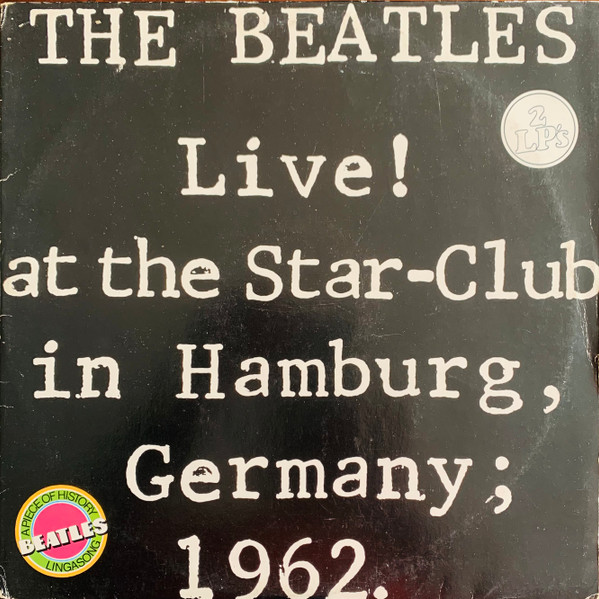 THE BEATLES
2
LP's
Live!
at the Star-Club
in Hamburg,
Germany;
1962.
A PIECE OF HISTORY
BEATLES
LINGASONG